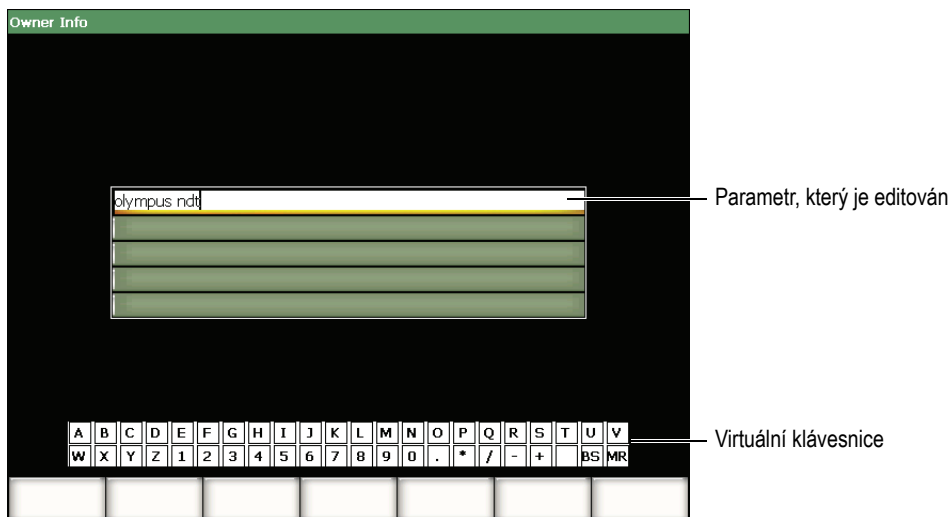 Owner Info
olympus ndt
Parametr, který je editován
A B C D E F G H I J K L M N O P Q R S T U V
W X Y Z 1 2 3 4 5 6 7 8 9 0 . * / - + BS MR
Virtuální klávesnice